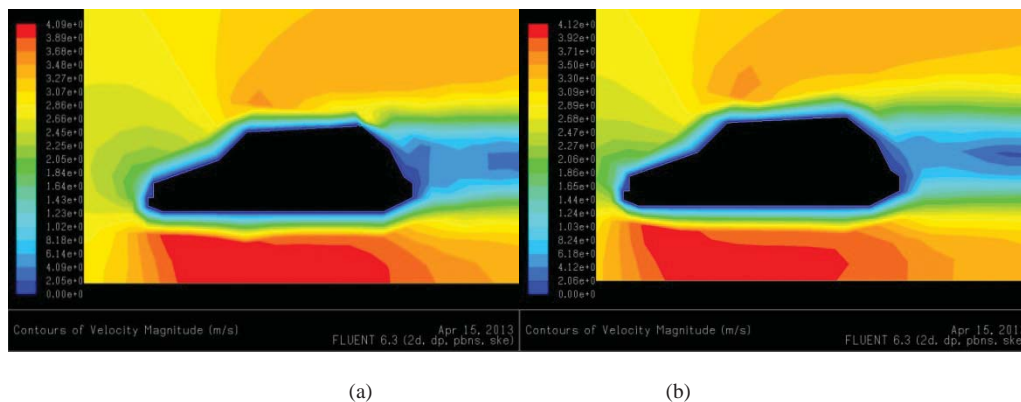 4.09e+0
3.89e+0
3.68e+0
3.48e+0
3.27e+0
3.07e+0
2.86e+0
2.66e+0
2.45e+0
2.25e+0
2.05e+0
1.84e+0
1.64e+0
1.43e+0
1.23e+0
1.02e+0
8.18e-0
6.14e-0
4.09e-0
2.05e-0
0.00e+0
Contours of Velocity Magnitude (m/s)
Apr 15, 2013
FLUENT 6.3 (2d, dp, pbns, ske)
4.12e+0
3.92e+0
3.71e+0
3.50e+0
3.30e+0
3.09e+0
2.88e+0
2.68e+0
2.47e+0
2.27e+0
2.06e+0
1.85e+0
1.65e+0
1.44e+0
1.24e+0
1.03e+0
8.24e-0
6.18e-0
4.12e-0
2.06e-0
0.00e+0
Contours of Velocity Magnitude (m/s)
Apr 15, 201
FLUENT 6.3 (2d, dp, pbns, ske)
(a)
(b)